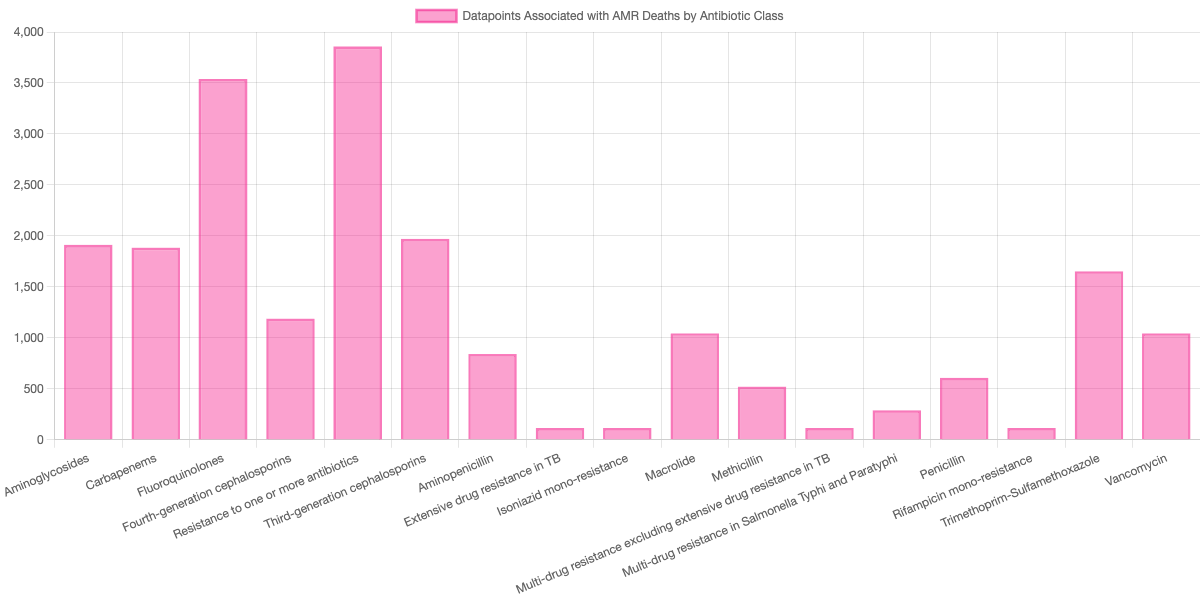 Datapoints Associated with AMR Deaths by Antibiotic Class
4,000
3,500
3,000
2,500
2,000
1,500
1,000
500
0
Aminoglycosides
Carbapenems
Fluoroquinolones
Fourth-generation cephalosporins
Resistance to one or more antibiotics
Third-generation cephalosporins
Aminopenicillin
Extensive drug resistance in TB
Isoniazid mono-resistance
Macrolide
Methicillin
Multi-drug resistance excluding extensive drug resistance in TB
Multi-drug resistance in Salmonella Typhi and Paratyphi
Penicillin
Rifampicin mono-resistance
Trimethoprim-Sulfamethoxazole
Vancomycin